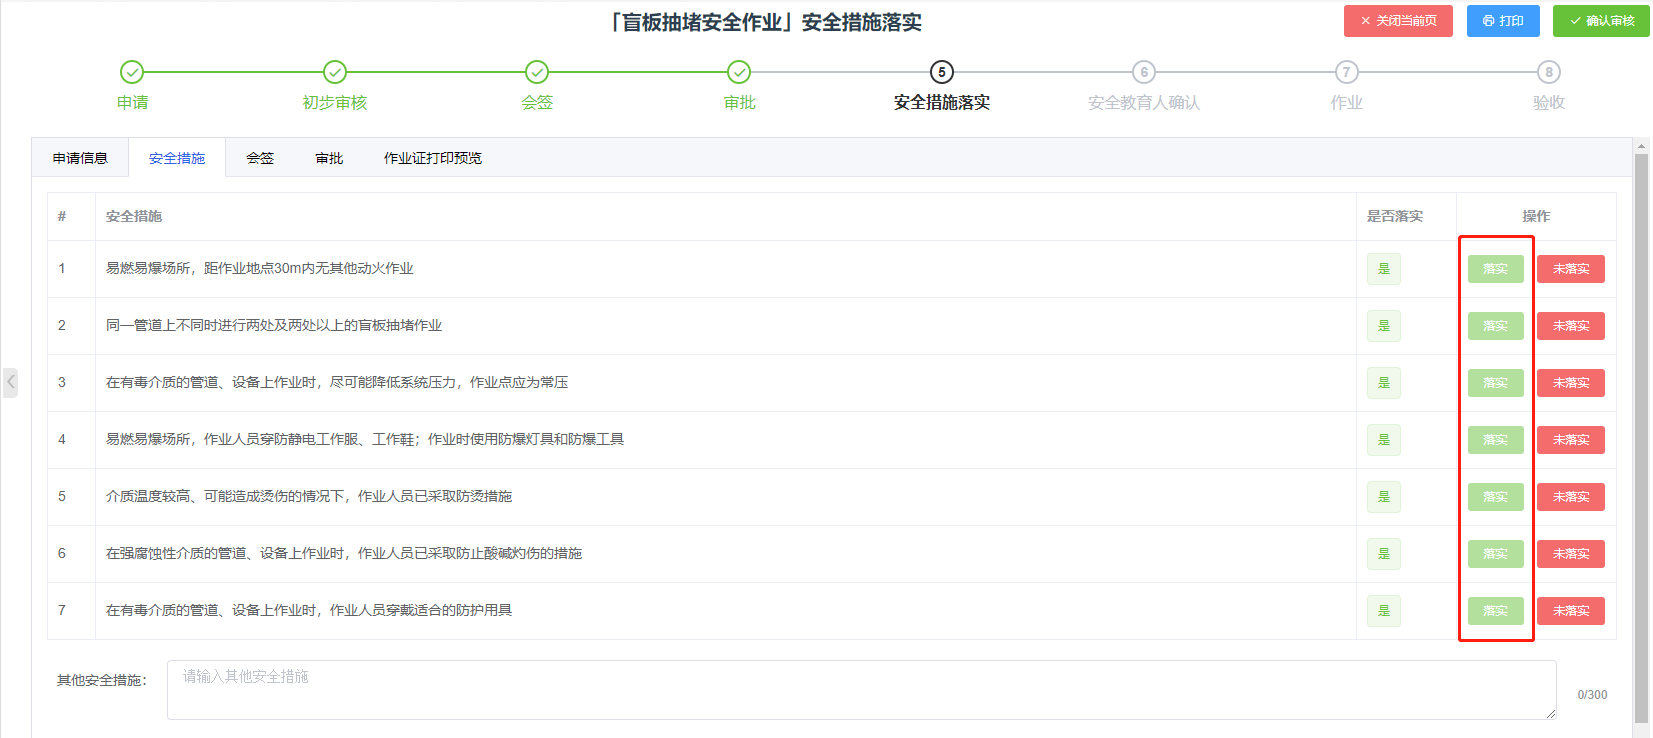 「盲板抽堵安全作业」安全措施落实
关闭当前页 打印 确认审核
5 6 7 8
申请 初步审核 会签 审批 安全措施落实 安全教育人确认 作业 验收
申请信息 安全措施 会签 审批 作业证打印预览
# 安全措施 是否落实 操作
1 易燃易爆场所，距作业地点30m内无其他动火作业 是 落实 未落实
2 同一管道上不同时进行两处及两处以上的盲板抽堵作业 是 落实 未落实
3 在有毒介质的管道、设备上作业时，尽可能降低系统压力，作业点应为常压 是 落实 未落实
4 易燃易爆场所，作业人员穿防静电工作服、工作鞋；作业时使用防爆灯具和防爆工具 是 落实 未落实
5 介质温度较高、可能造成烫伤的情况下，作业人员已采取防烫措施 是 落实 未落实
6 在强腐蚀性介质的管道、设备上作业时，作业人员已采取防止酸碱灼伤的措施 是 落实 未落实
7 在有毒介质的管道、设备上作业时，作业人员穿戴适合的防护用具 是 落实 未落实
其他安全措施： 请输入其他安全措施
0/300